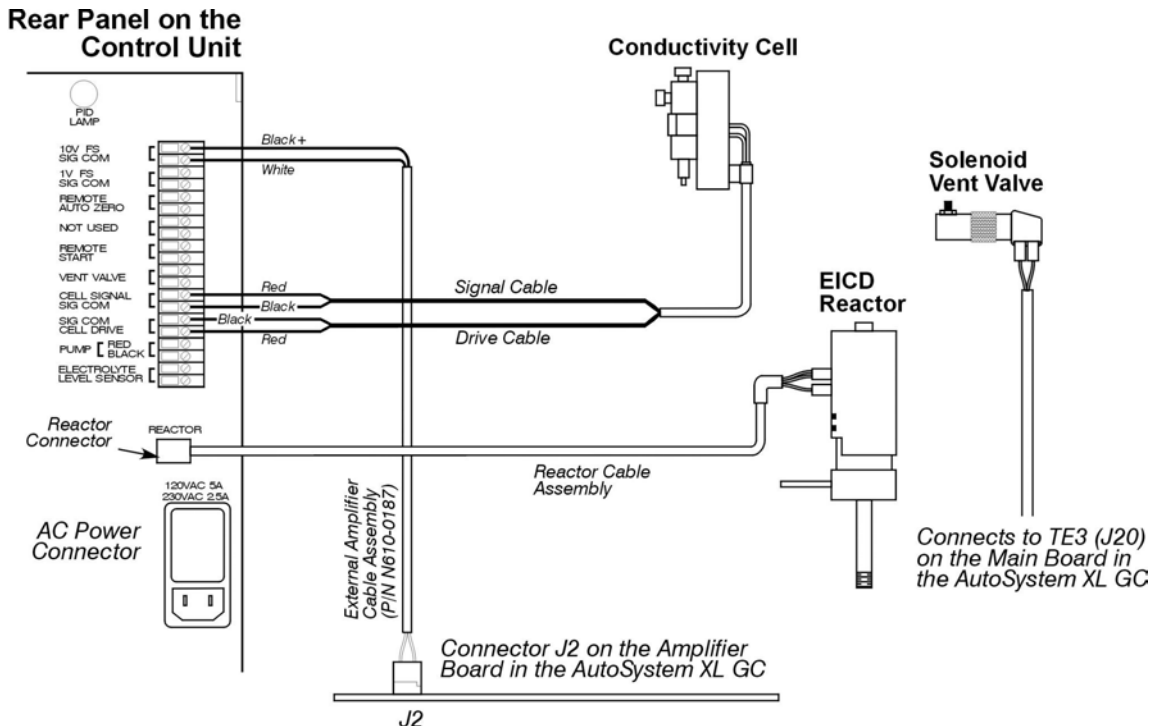 Rear Panel on the
Control Unit
PID
LAMP
10V FS
SIG COM
1V FS
SIG COM
REMOTE
AUTO ZERO
NOT USED
REMOTE
START
VENT VALVE
CELL SIGNAL
SIG COM
SIG COM
CELL DRIVE
PUMP [ RED
BLACK
ELECTROLYTE
LEVEL SENSOR
Black+
White
Red
Black
Black
Red
Signal Cable
Drive Cable
Conductivity Cell
Solenoid
Vent Valve
EICD
Reactor
Reactor
Connector
REACTOR
Reactor Cable
Assembly
120VAC 5A
230VAC 2.5A
AC Power
Connector
External Amplifier
Cable Assembly
(P/N N610-0187)
Connects to TE3 (J20)
on the Main Board in
the AutoSystem XL GC
Connector J2 on the Amplifier
Board in the AutoSystem XL GC
J2